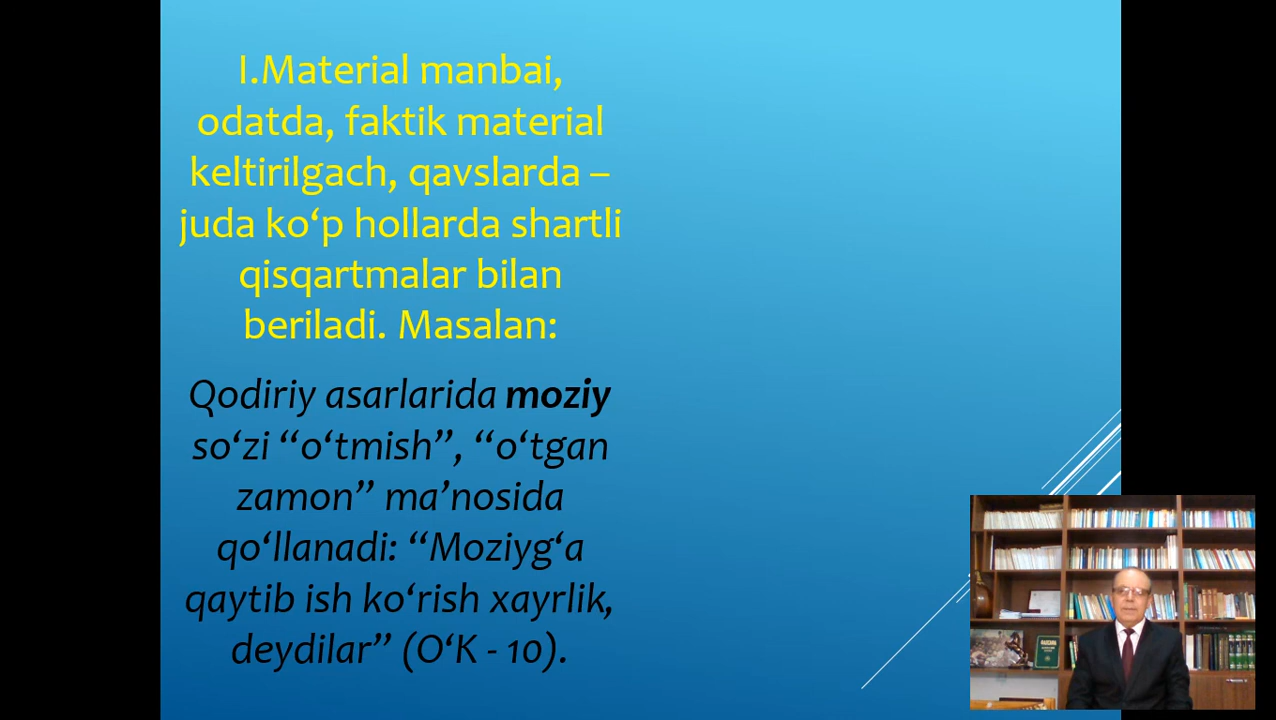 I.Material manbai,
odatda, faktik material
keltirilgach, qavslarda –
juda ko‘p hollarda shartli
qisqartmalar bilan
beriladi. Masalan:
Qodiriy asarlarida moziy
so‘zi “o‘tmish”, “o‘tgan
zamon” ma’nosida
qo‘llanadi: “Moziyg‘a
qaytib ish ko‘rish xayrlik,
deydilar” (O‘K - 10).